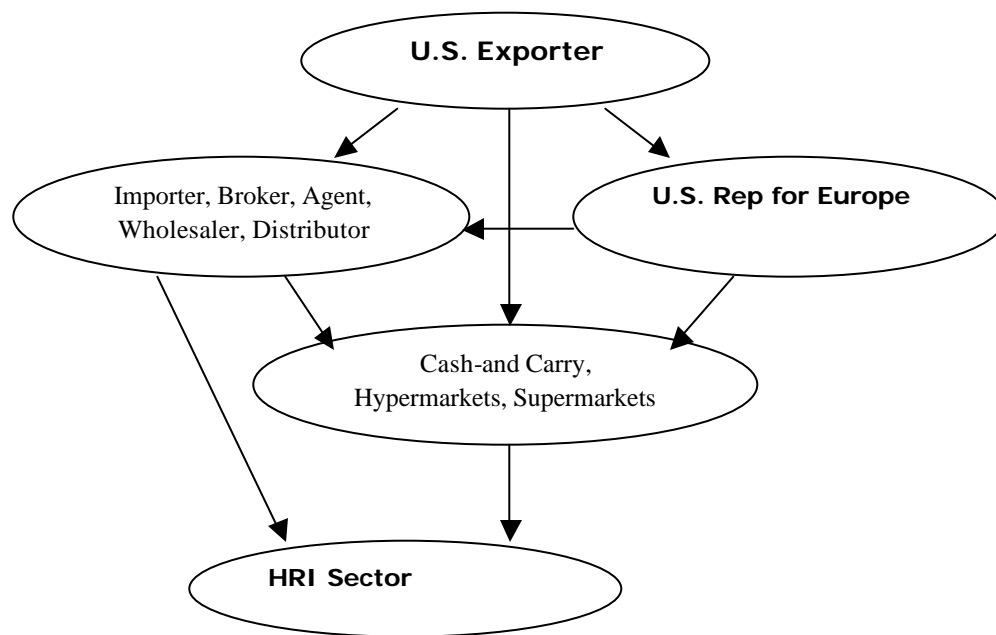 U.S. Exporter
Importer, Broker, Agent,
Wholesaler, Distributor
U.S. Rep for Europe
Cash-and Carry,
Hypermarkets, Supermarkets
HRI Sector